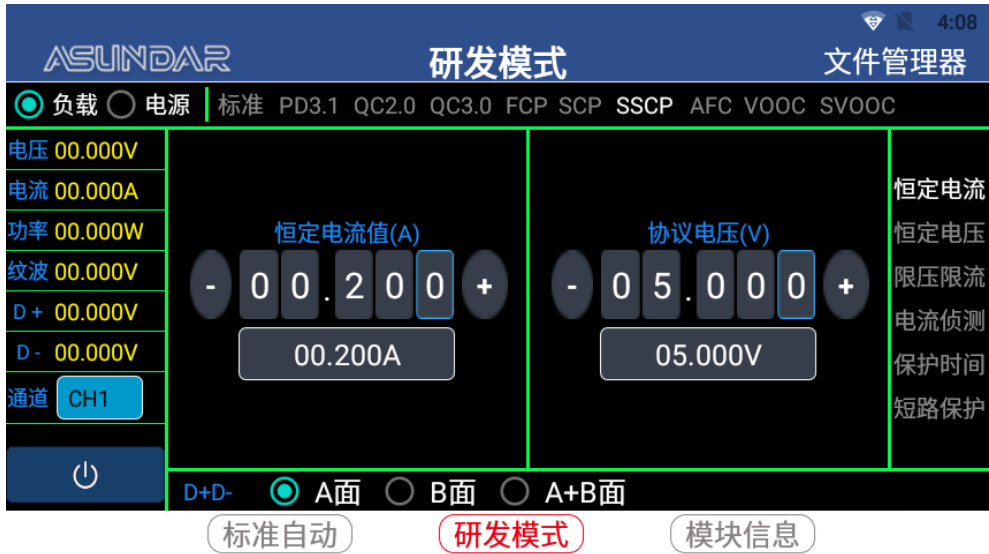 4:08
ASUNDAR 研发模式 文件管理器
负载 电源 标准 PD3.1 QC2.0 QC3.0 FCP SCP SSCP AFC VOOC SVOOC
电压 00.000V
电流 00.000A
功率 00.000W
纹波 00.000V
D+ 00.000V
D- 00.000V
通道 CH1
恒定电流值(A)
- 0 0 . 2 0 0 +
00.200A
协议电压(V)
- 0 5 . 0 0 0 +
05.000V
恒定电流
恒定电压
限压限流
电流侦测
保护时间
短路保护
D+D- A面 B面 A+B面
标准自动 研发模式 模块信息